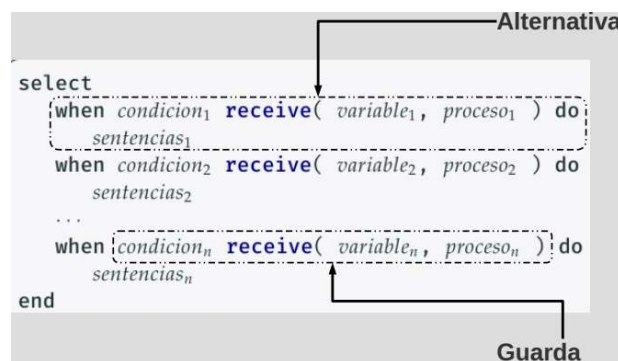 Alternativa
select
when condicion₁ receive( variable₁, proceso₁ ) do
sentencias₁
when condicion₂ receive( variable₂, proceso₂ ) do
sentencias₂
...
when condicionₙ receive( variableₙ, procesoₙ ) do
sentenciasₙ
end
Guarda